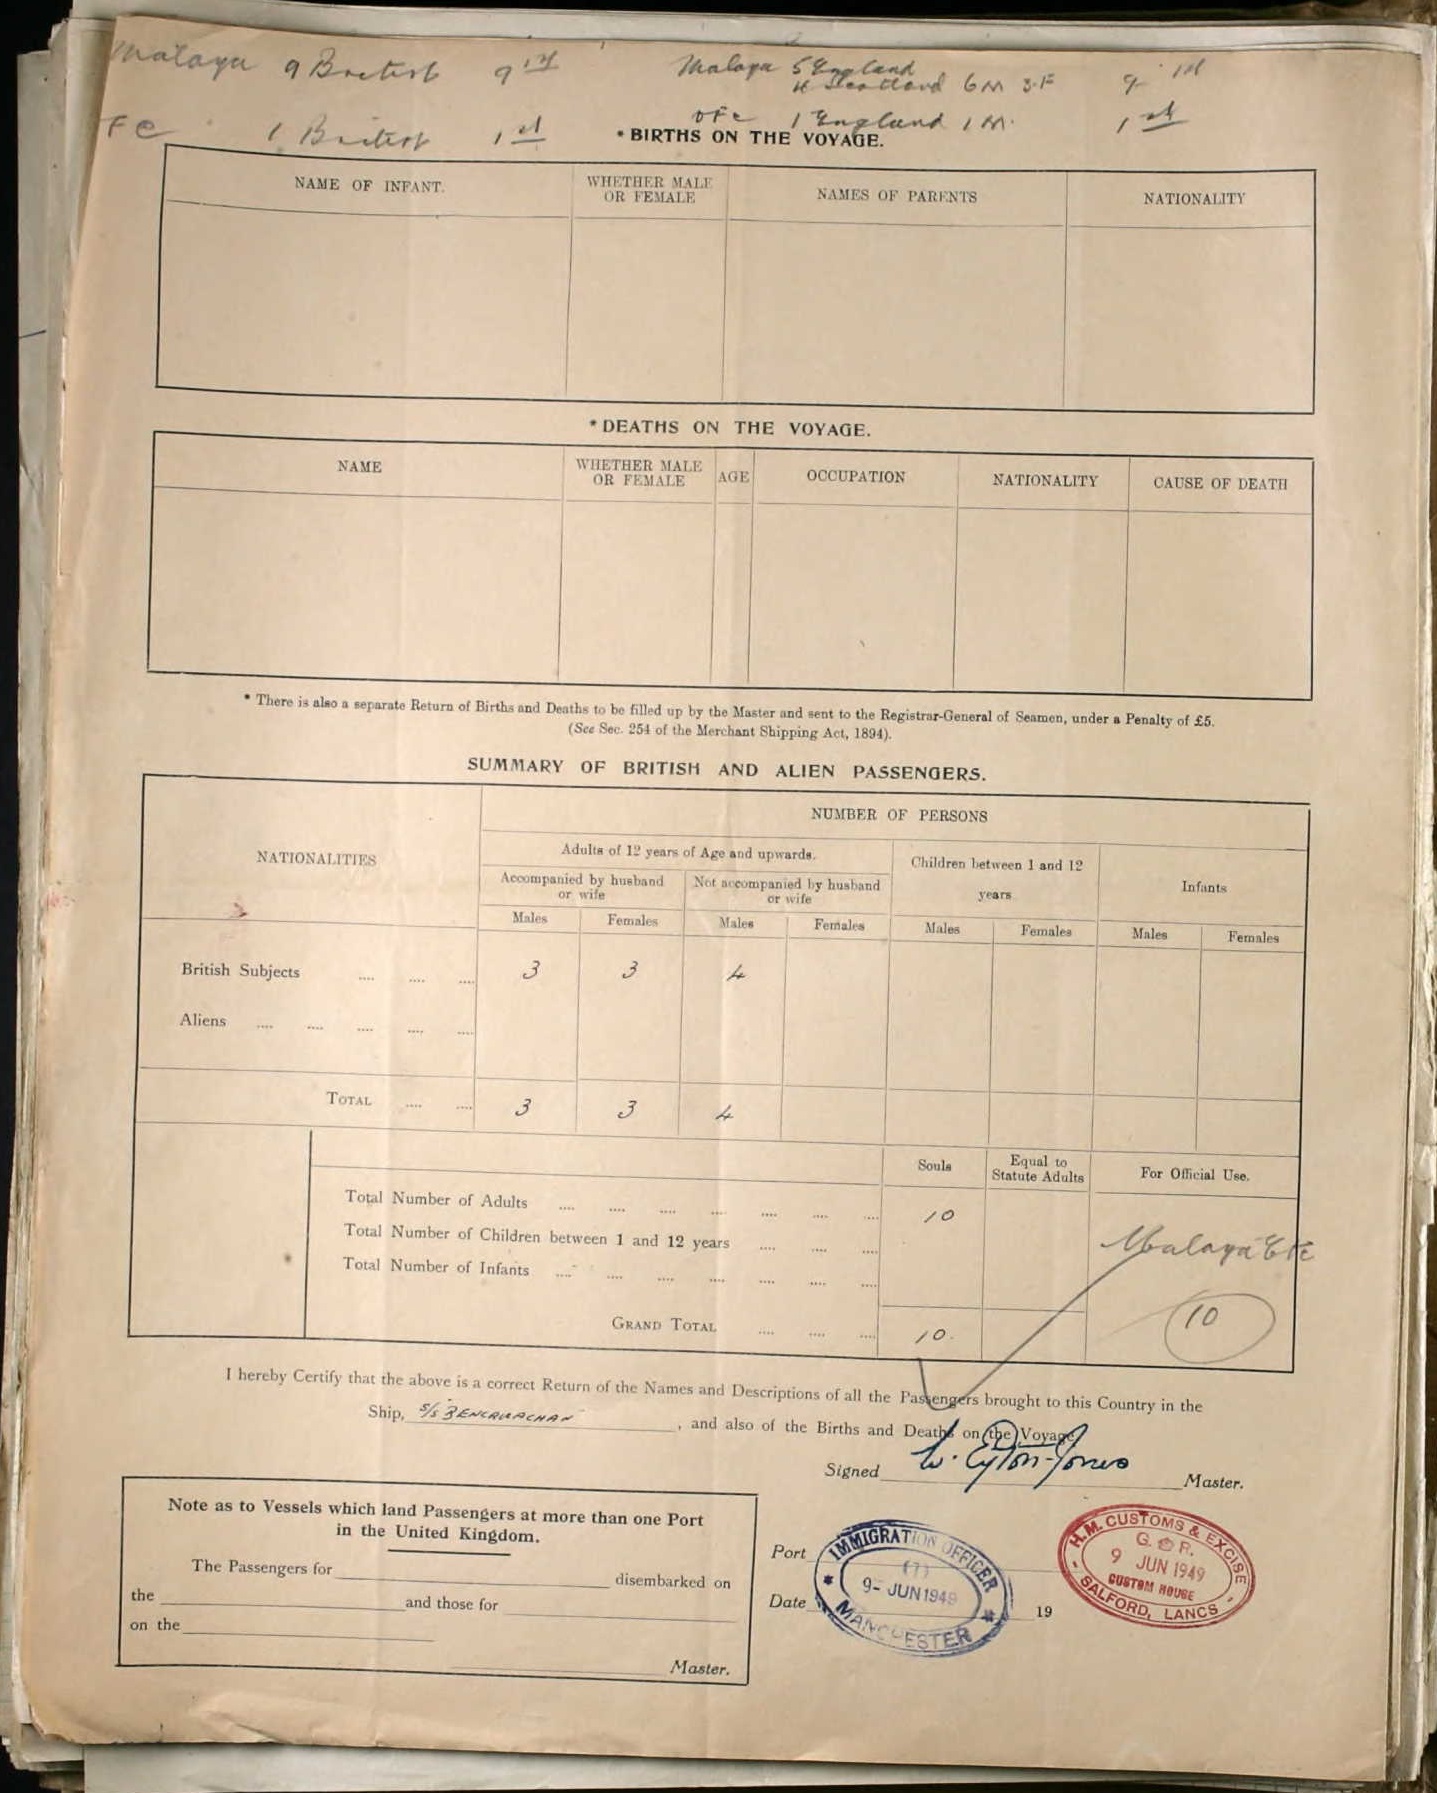 Malaya 9 British 9 1st Malaya 5 England
4 Scotland 6 M 3 F 9 1st
FE 1 British 1 1st OFE 1 England 1 M. 1 1st
* BIRTHS ON THE VOYAGE.
NAME OF INFANT. WHETHER MALE OR FEMALE NAMES OF PARENTS NATIONALITY
* DEATHS ON THE VOYAGE.
NAME WHETHER MALE OR FEMALE AGE OCCUPATION NATIONALITY CAUSE OF DEATH
* There is also a separate Return of Births and Deaths to be filled up by the Master and sent to the Registrar-General of Seamen, under a Penalty of £5.
(See Sec. 254 of the Merchant Shipping Act, 1894).
SUMMARY OF BRITISH AND ALIEN PASSENGERS.
NATIONALITIES
NUMBER OF PERSONS
Adults of 12 years of Age and upwards. Children between 1 and 12 years Infants
Accompanied by husband or wife Not accompanied by husband or wife
Males Females Males Females Males Females Males Females
British Subjects .... .... .... 3 3 4
Aliens .... .... .... .... ....
TOTAL .... .... 3 3 4
Souls Equal to Statute Adults For Official Use.
Total Number of Adults .... .... .... .... .... .... .... 10
Total Number of Children between 1 and 12 years .... .... ....
Malaya Etc
Total Number of Infants .... .... .... .... .... .... ....
GRAND TOTAL .... .... .... 10. 10
I hereby Certify that the above is a correct Return of the Names and Descriptions of all the Passengers brought to this Country in the
Ship, S/S BENCRUACHAN, and also of the Births and Deaths on the Voyage
Signed W. Eyton-Jones Master.
Note as to Vessels which land Passengers at more than one Port
in the United Kingdom.
The Passengers for disembarked on
the and those for
on the
Master.
Port
Date 19
IMMIGRATION OFFICER
(7)
9- JUN 1949
MANCHESTER
H.M. CUSTOMS & EXCISE
G. R.
9 JUN 1949
CUSTOM HOUSE
SALFORD, LANCS